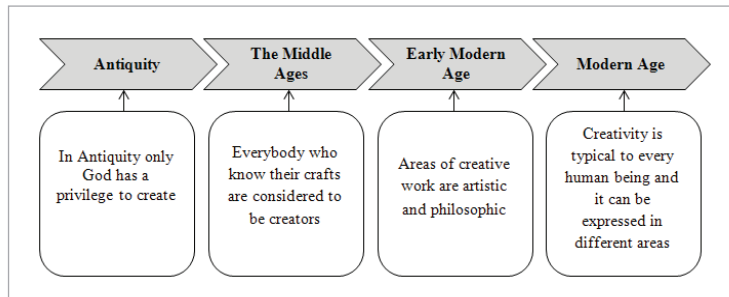 Antiquity
The Middle
Ages
Early Modern
Age
Modern Age
In Antiquity only
God has a
privilege to create
Everybody who
know their crafts
are considered to
be creators
Areas of creative
work are artistic
and philosophic
Creativity is
typical to every
human being and
it can be
expressed in
different areas